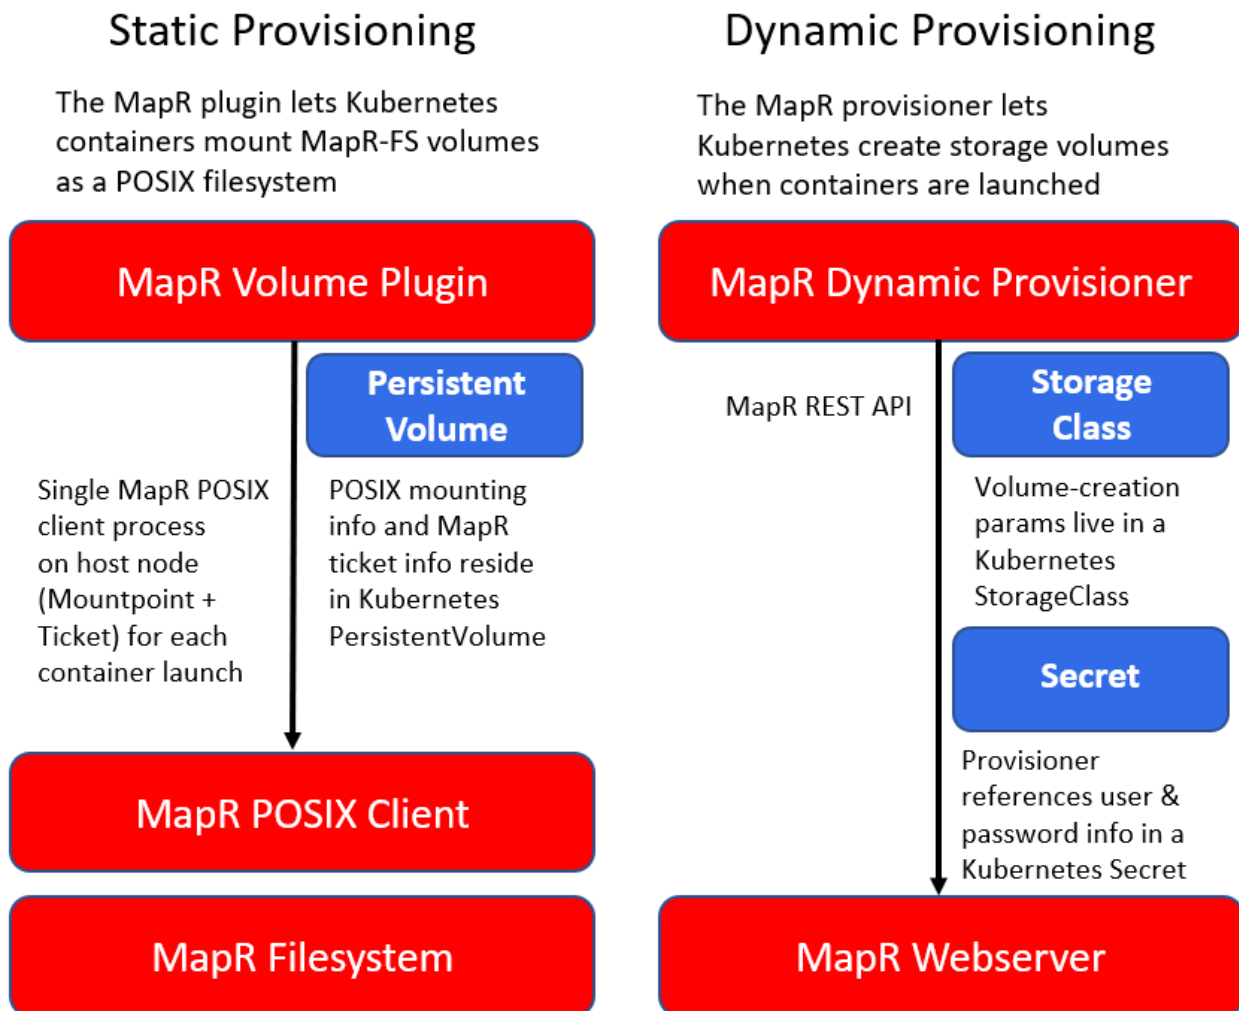 Static Provisioning
The MapR plugin lets Kubernetes
containers mount MapR-FS volumes
as a POSIX filesystem
MapR Volume Plugin
Persistent
Volume
Single MapR POSIX
client process
on host node
(Mountpoint +
Ticket) for each
container launch
POSIX mounting
info and MapR
ticket info reside
in Kubernetes
PersistentVolume
MapR POSIX Client
MapR Filesystem
Dynamic Provisioning
The MapR provisioner lets
Kubernetes create storage volumes
when containers are launched
MapR Dynamic Provisioner
MapR REST API
Storage
Class
Volume-creation
params live in a
Kubernetes
StorageClass
Secret
Provisioner
references user &
password info in a
Kubernetes Secret
MapR Webserver